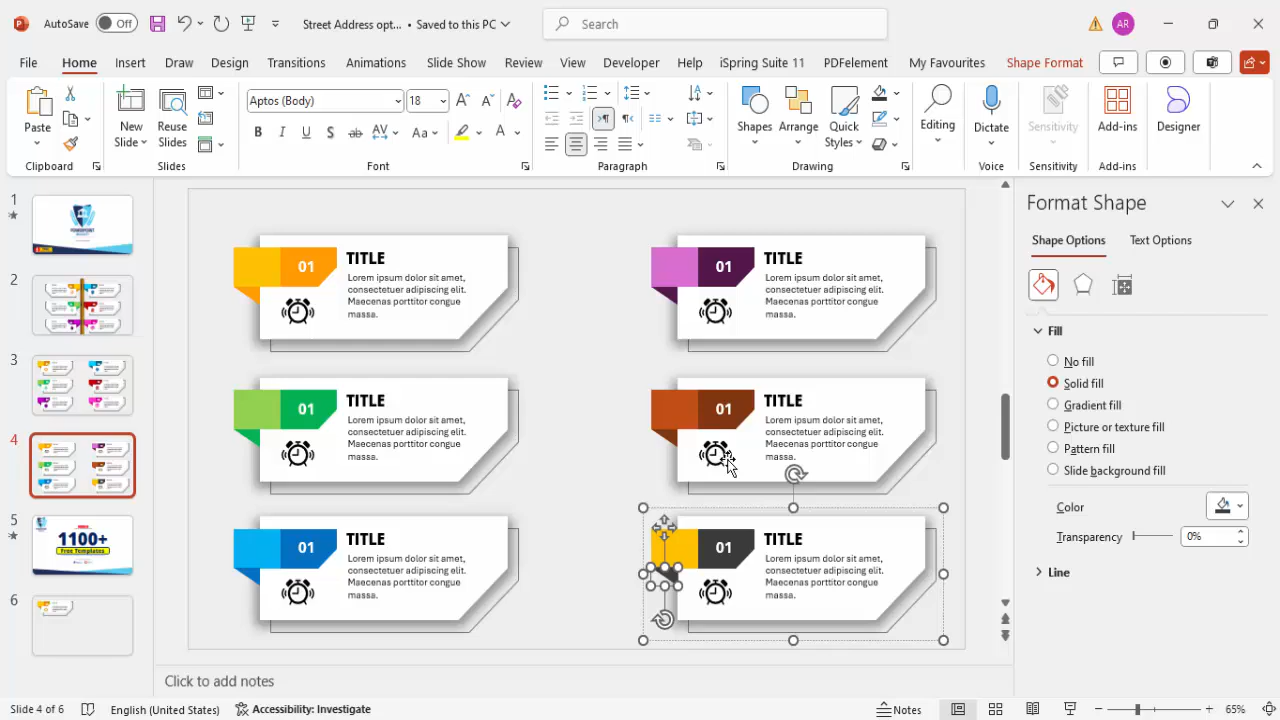 AutoSave
Off
Street Address opt... • Saved to this PC
Search
AR
File
Home
Insert
Draw
Design
Transitions
Animations
Slide Show
Review
View
Developer
Help
iSpring Suite 11
PDFelement
My Favourites
Shape Format
Paste
New
Slide
Reuse
Slides
Aptos (Body)
18
B
I
U
S
ab
AV
Aa
A
Shapes
Arrange
Quick
Styles
Editing
Dictate
Sensitivity
Add-ins
Designer
Clipboard
Slides
Font
Paragraph
Drawing
Voice
Sensitivity
Add-ins
1
2
3
4
5
6
1100+
Free Templates
01
TITLE
Lorem ipsum dolor sit amet,
consectetuer adipiscing elit.
Maecenas porttitor congue
massa.
01
TITLE
Lorem ipsum dolor sit amet,
consectetuer adipiscing elit.
Maecenas porttitor congue
massa.
01
TITLE
Lorem ipsum dolor sit amet,
consectetuer adipiscing elit.
Maecenas porttitor congue
massa.
01
TITLE
Lorem ipsum dolor sit amet,
consectetuer adipiscing elit.
Maecenas porttitor congue
massa.
01
TITLE
Lorem ipsum dolor sit amet,
consectetuer adipiscing elit.
Maecenas porttitor congue
massa.
01
TITLE
Lorem ipsum dolor sit amet,
consectetuer adipiscing elit.
Maecenas porttitor congue
massa.
Format Shape
Shape Options
Text Options
Fill
No fill
Solid fill
Gradient fill
Picture or texture fill
Pattern fill
Slide background fill
Color
Transparency
0%
Line
Click to add notes
Slide 4 of 6
English (United States)
Accessibility: Investigate
Notes
65%